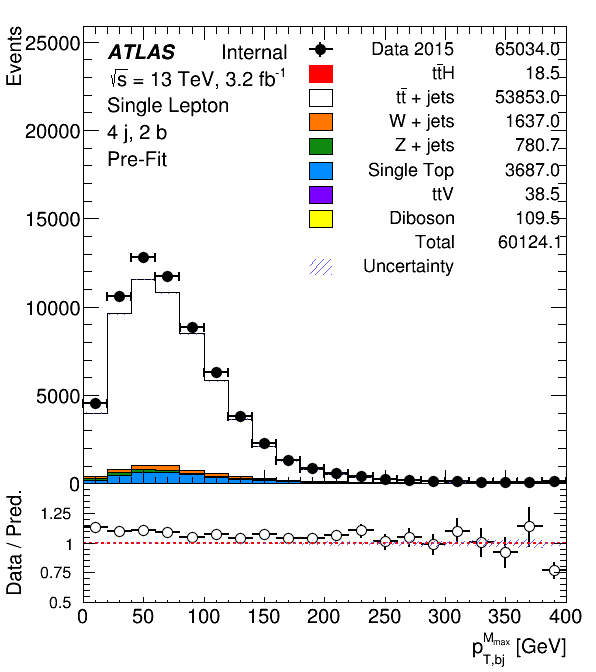 Events
25000
20000
15000
10000
5000
0
ATLAS Internal
√s = 13 TeV, 3.2 fb⁻¹
Single Lepton
4 j, 2 b
Pre-Fit
Data 2015 65034.0
tt̄H 18.5
tt̄ + jets 53853.0
W + jets 1637.0
Z + jets 780.7
Single Top 3687.0
ttV 38.5
Diboson 109.5
Total 60124.1
Uncertainty
Data / Pred.
1.25
1
0.75
0.5
0 50 100 150 200 250 300 350 400
p_{T,bj}^{M_{max}} [GeV]